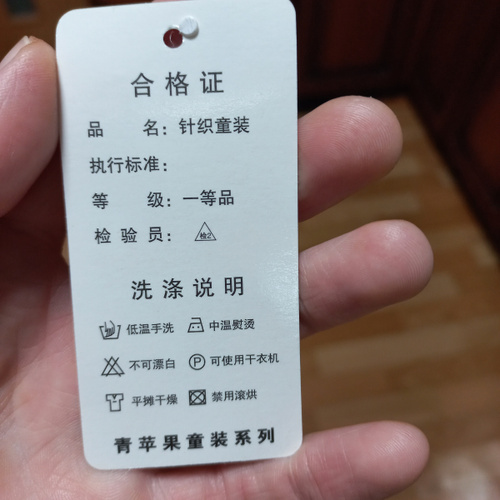 合格证
品 名：针织童装
执行标准：
等 级：一等品
检 验 员：检2
洗涤说明
低温手洗 中温熨烫
不可漂白 P 可使用干衣机
平摊干燥 禁用滚烘
青苹果童装系列